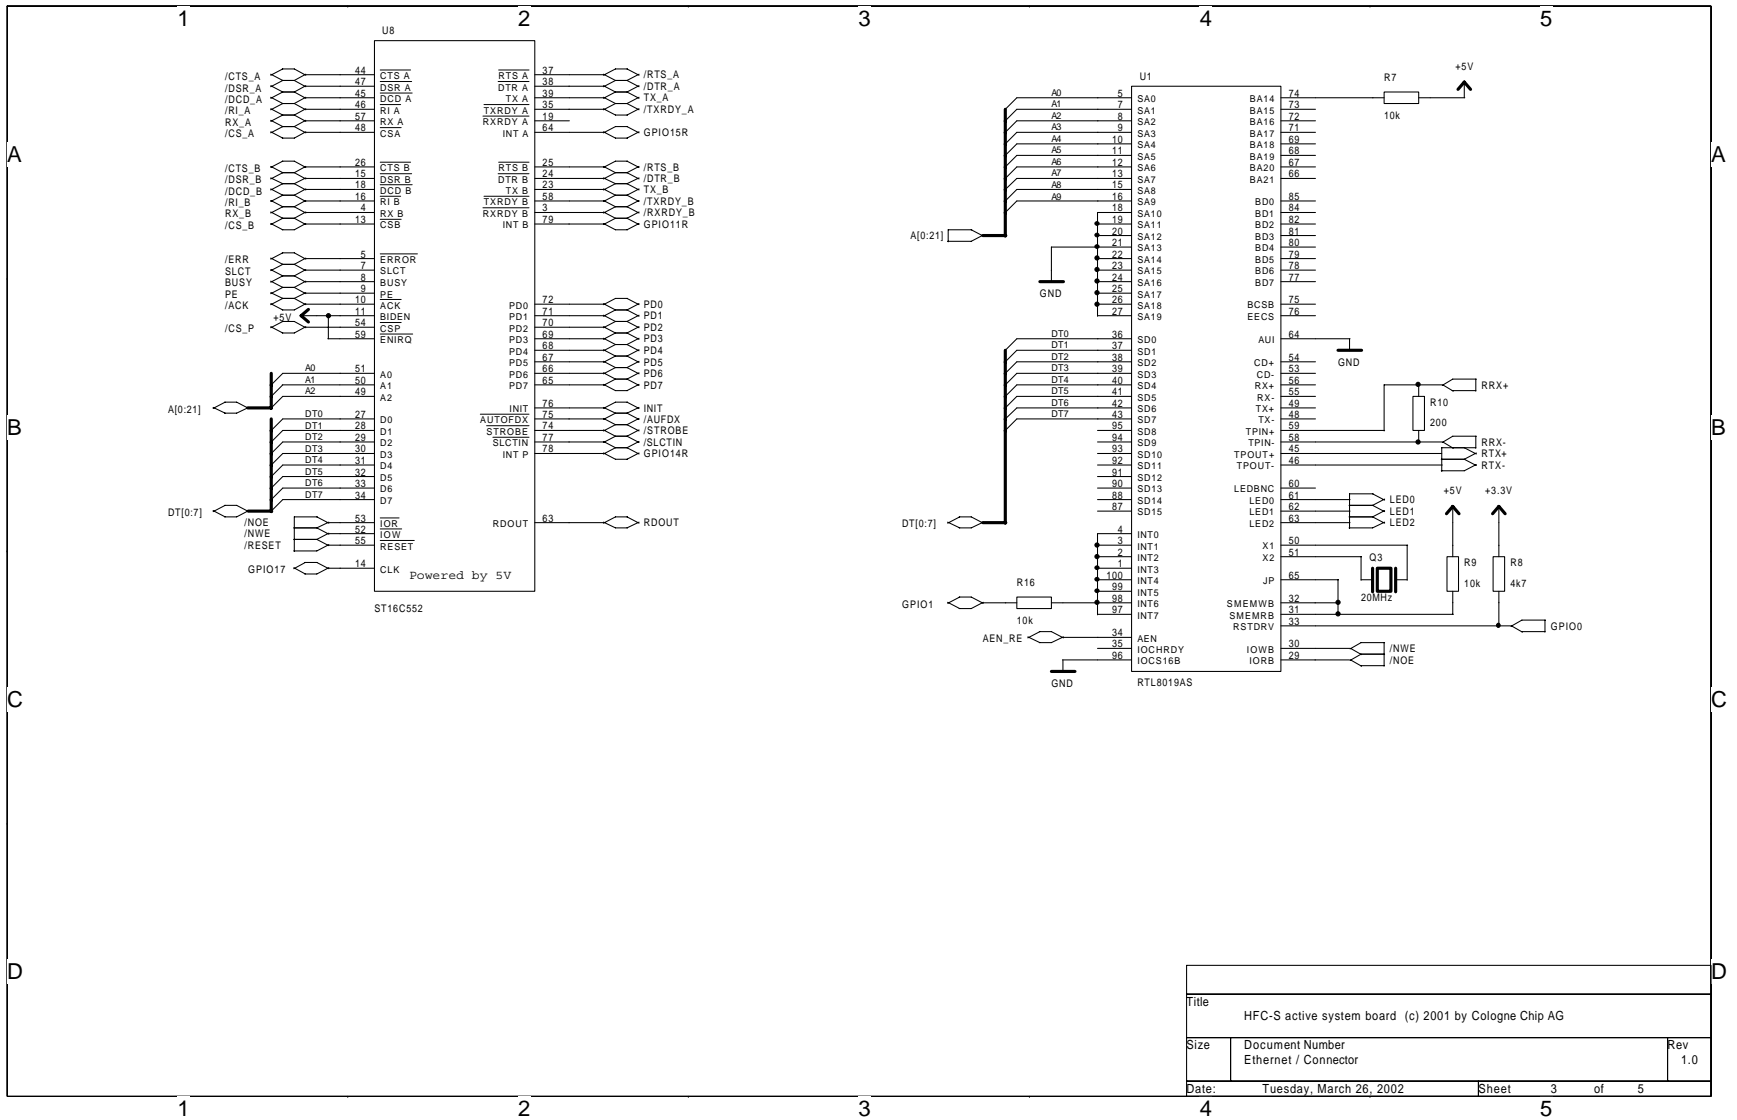 1 2 3 4 5
A
B
C
D
U8
/CTS_A 44 CTS A
/DSR_A 47 DSR A
/DCD_A 45 DCD A
/RI_A 46 RI A
RX_A 57 RX A
/CS_A 48 CSA
/CTS_B 26 CTS B
/DSR_B 15 DSR B
/DCD_B 18 DCD B
/RI_B 16 RI B
RX_B 4 RX B
/CS_B 13 CSB
/ERR 5 ERROR
SLCT 7 SLCT
BUSY 8 BUSY
PE 9 PE
/ACK 10 ACK
+5V 11 BIDEN
/CS_P 54 CSP
59 ENIRQ
A0 51 A0
A1 50 A1
A2 49 A2
A[0:21]
DT0 27 D0
DT1 28 D1
DT2 29 D2
DT3 30 D3
DT4 31 D4
DT5 32 D5
DT6 33 D6
DT7 34 D7
DT[0:7]
/NOE 53 IOR
/NWE 52 IOW
/RESET 55 RESET
GPIO17 14 CLK
RTS A 37 /RTS_A
DTR A 38 /DTR_A
TX A 39 TX_A
TXRDY A 35 /TXRDY_A
RXRDY A 19
INT A 64 GPIO15R
RTS B 25 /RTS_B
DTR B 24 /DTR_B
TX B 23 TX_B
TXRDY B 58 /TXRDY_B
RXRDY B 3 /RXRDY_B
INT B 79 GPIO11R
PD0 72 PD0
PD1 71 PD1
PD2 70 PD2
PD3 69 PD3
PD4 68 PD4
PD5 67 PD5
PD6 66 PD6
PD7 65 PD7
INIT 76 INIT
AUTOFDX 75 /AUFDX
STROBE 74 /STROBE
SLCTIN 77 /SLCTIN
INT P 78 GPIO14R
RDOUT 63 RDOUT
Powered by 5V
ST16C552
U1
A0 5 SA0
A1 7 SA1
A2 8 SA2
A3 9 SA3
A4 10 SA4
A5 11 SA5
A6 12 SA6
A7 13 SA7
A8 15 SA8
A9 16 SA9
18 SA10
19 SA11
20 SA12
21 SA13
22 SA14
23 SA15
24 SA16
25 SA17
26 SA18
27 SA19
A[0:21]
GND
DT0 36 SD0
DT1 37 SD1
DT2 38 SD2
DT3 39 SD3
DT4 40 SD4
DT5 41 SD5
DT6 42 SD6
DT7 43 SD7
95 SD8
94 SD9
93 SD10
92 SD11
91 SD12
90 SD13
88 SD14
87 SD15
DT[0:7]
4 INT0
3 INT1
2 INT2
1 INT3
100 INT4
99 INT5
98 INT6
97 INT7
GPIO1
R16
10k
AEN_RE 34 AEN
35 IOCHRDY
96 IOCS16B
GND
RTL8019AS
BA14 74
BA15 73
BA16 72
BA17 71
BA18 69
BA19 68
BA20 67
BA21 66
R7
10k
+5V
BD0 85
BD1 84
BD2 82
BD3 81
BD4 80
BD5 79
BD6 78
BD7 77
BCSB 75
EECS 76
AUI 64
GND
CD+ 54
CD- 53
RX+ 56
RX- 55
TX+ 49
TX- 48
TPIN+ 59 RRX+
TPIN- 58 RRX-
TPOUT+ 45 RTX+
TPOUT- 46 RTX-
R10
200
LEDBNC 60
LED0 61 LED0
LED1 62 LED1
LED2 63 LED2
+5V +3.3V
X1 50
X2 51
Q3
20MHz
R9
10k
R8
4k7
JP 65
SMEMWB 32
SMEMRB 31
RSTDRV 33 GPIO0
IOWB 30 /NWE
IORB 29 /NOE
A
B
C
D
Title
HFC-S active system board (c) 2001 by Cologne Chip AG
Size Document Number Rev
Ethernet / Connector 1.0
Date: Tuesday, March 26, 2002 Sheet 3 of 5
1 2 3 4 5